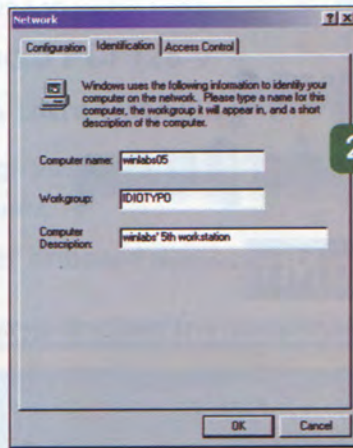 Network
Configuration Identification Access Control
Windows uses the following information to identify your
computer on the network. Please type a name for this
computer, the workgroup it will appear in, and a short
description of the computer.
Computer name: winlabs05
Workgroup: IDIOTYPO
Computer
Description: winlabs' 5th workstation
OK Cancel
2